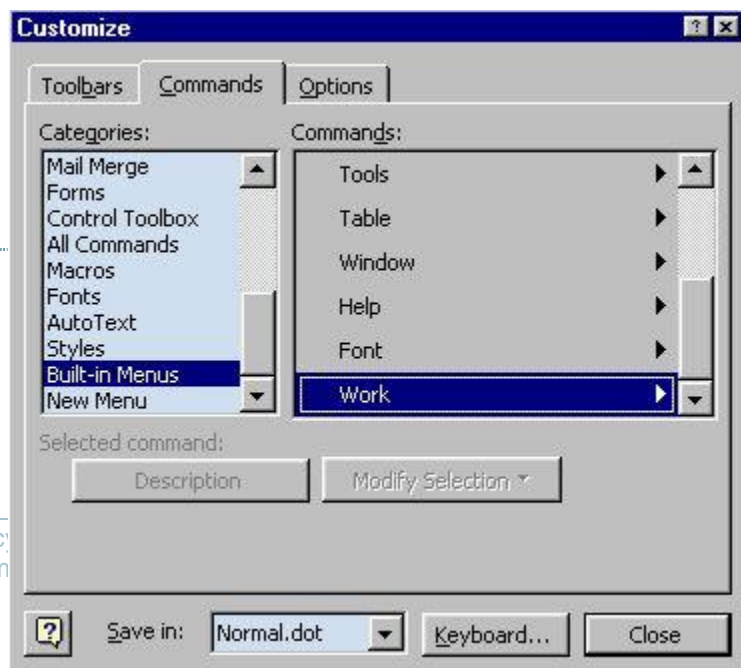 Customize
Toolbars
Commands
Options
Categories:
Commands:
Mail Merge
Forms
Control Toolbox
All Commands
Macros
Fonts
AutoText
Styles
Built-in Menus
New Menu
Tools
Table
Window
Help
Font
Work
Selected command:
Description
Modify Selection
Save in:
Normal.dot
Keyboard...
Close